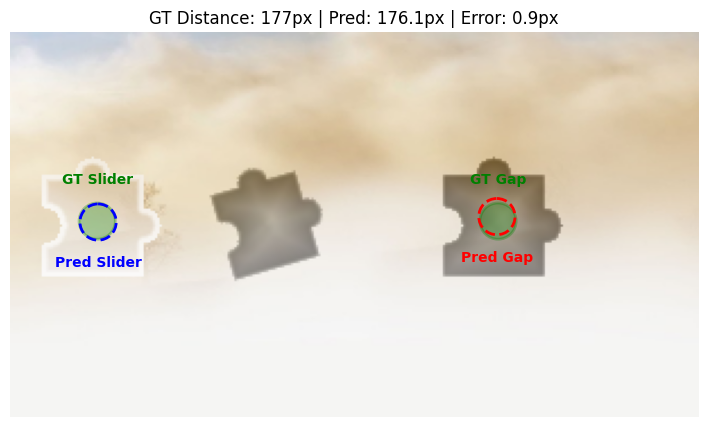 GT Distance: 177px | Pred: 176.1px | Error: 0.9px
GT Slider
GT Gap
Pred Slider
Pred Gap